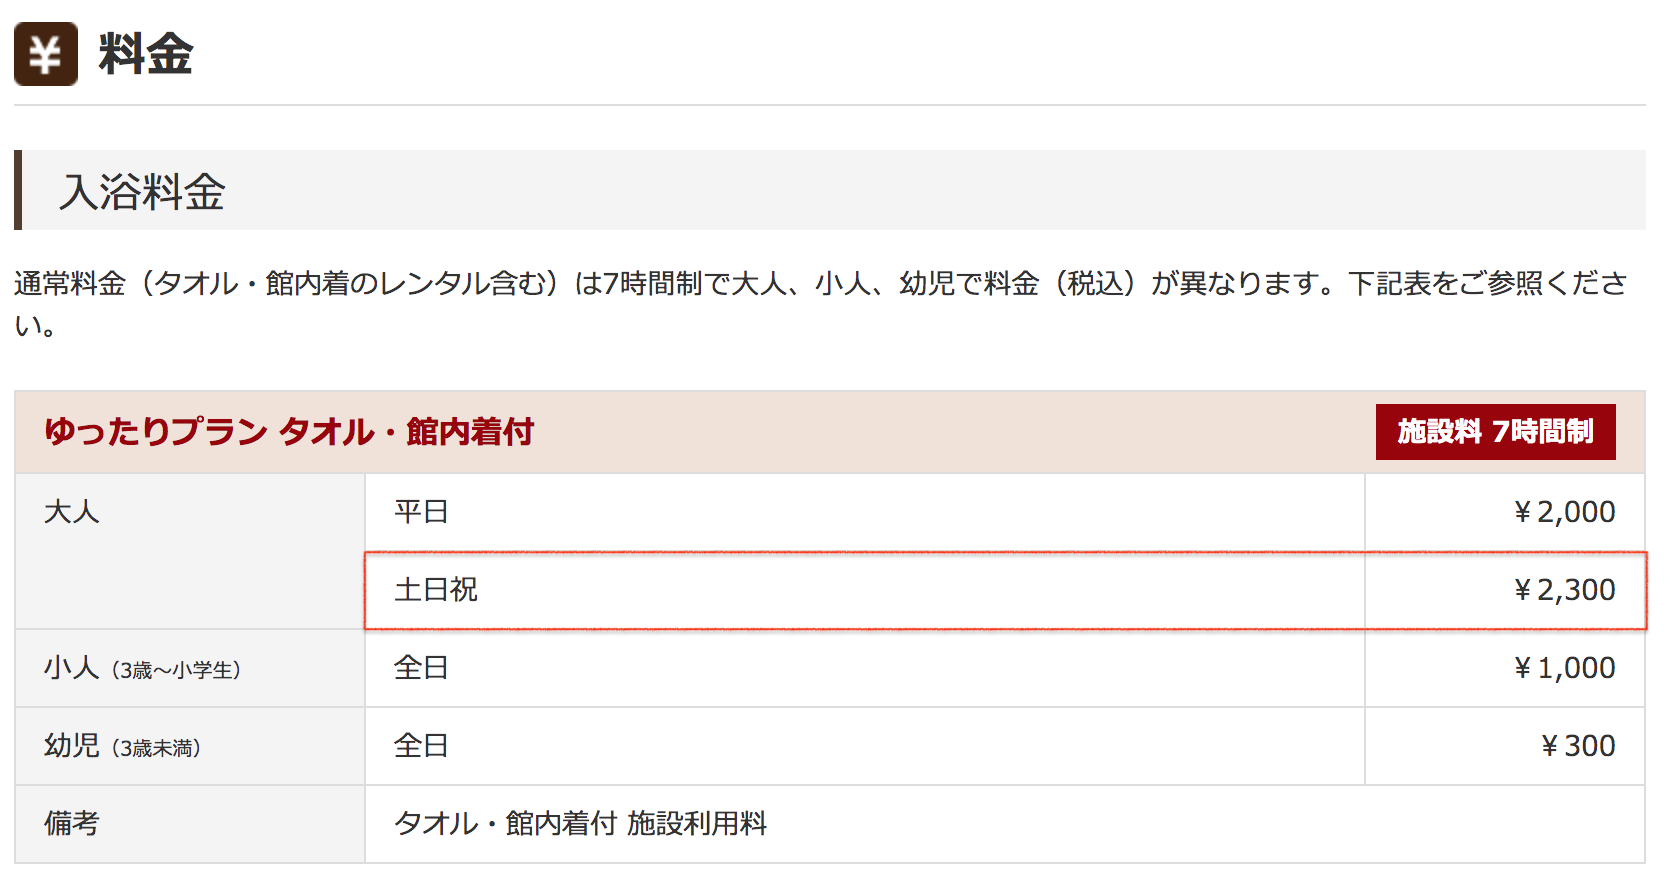 ¥ 料金
入浴料金
通常料金（タオル・館内着のレンタル含む）は7時間制で大人、小人、幼児で料金（税込）が異なります。下記表をご参照くださ
い。
ゆったりプラン タオル・館内着付 施設料 7時間制
大人 平日 ¥2,000
土日祝 ¥2,300
小人（3歳〜小学生） 全日 ¥1,000
幼児（3歳未満） 全日 ¥300
備考 タオル・館内着付 施設利用料